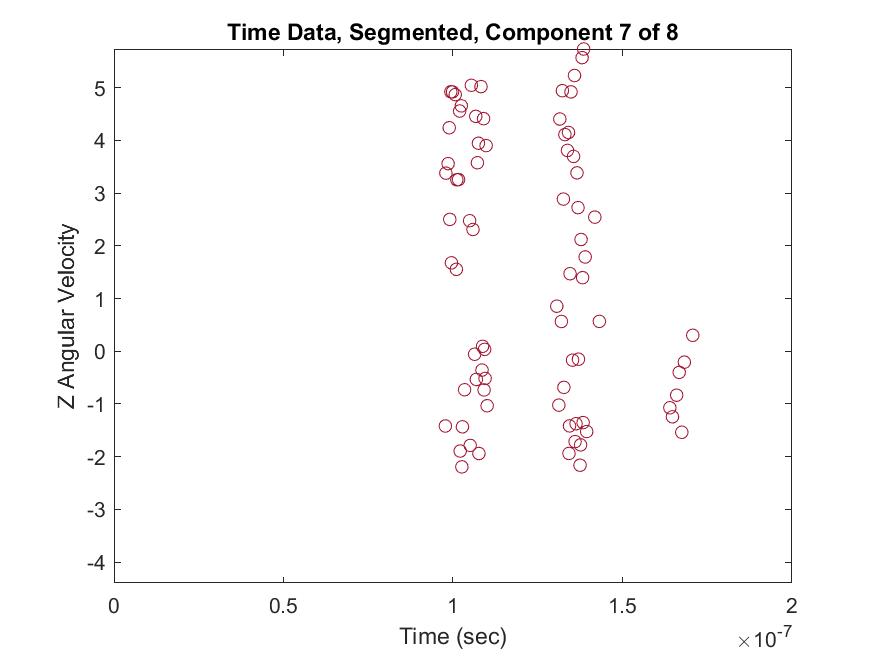 Time Data, Segmented, Component 7 of 8
Z Angular Velocity
5
4
3
2
1
0
-1
-2
-3
-4
0 0.5 1 1.5 2
Time (sec)
×10^-7